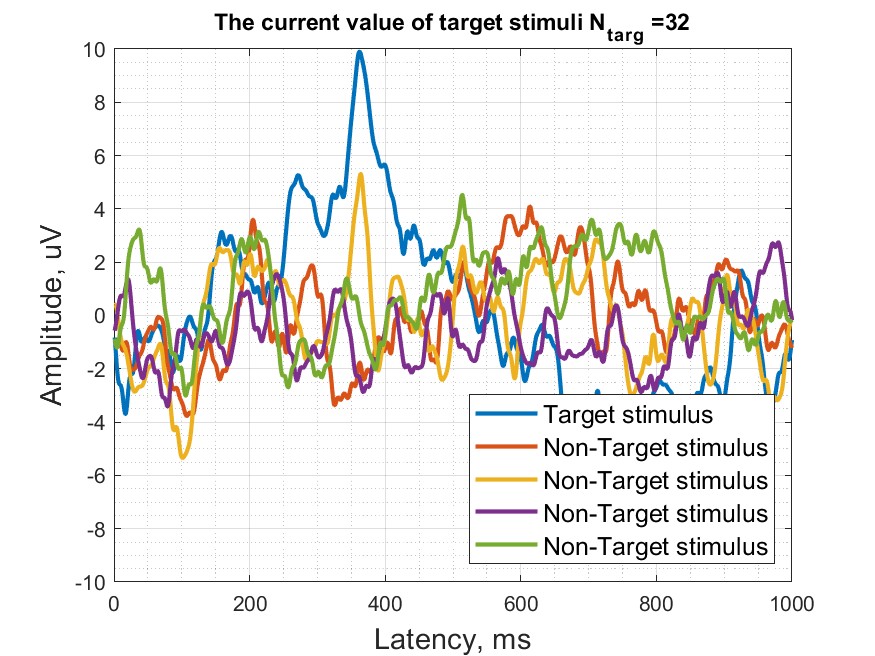 The current value of target stimuli N_targ =32
10
8
6
4
2
0
-2
-4
-6
-8
-10
Amplitude, uV
Target stimulus
Non-Target stimulus
Non-Target stimulus
Non-Target stimulus
Non-Target stimulus
0 200 400 600 800 1000
Latency, ms